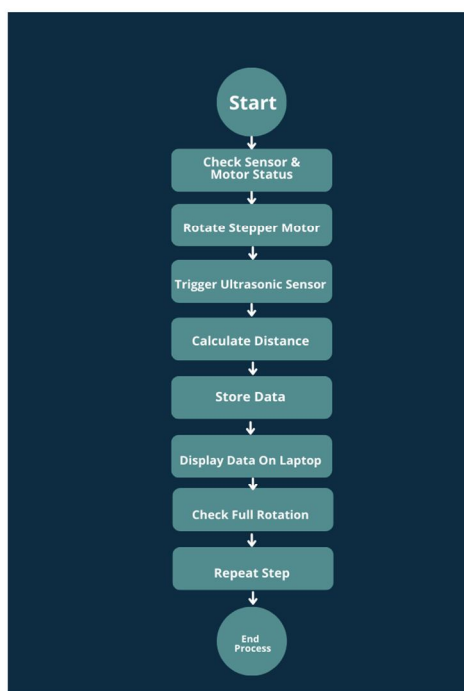 Start
Check Sensor &
Motor Status
Rotate Stepper Motor
Trigger Ultrasonic Sensor
Calculate Distance
Store Data
Display Data On Laptop
Check Full Rotation
Repeat Step
End
Process